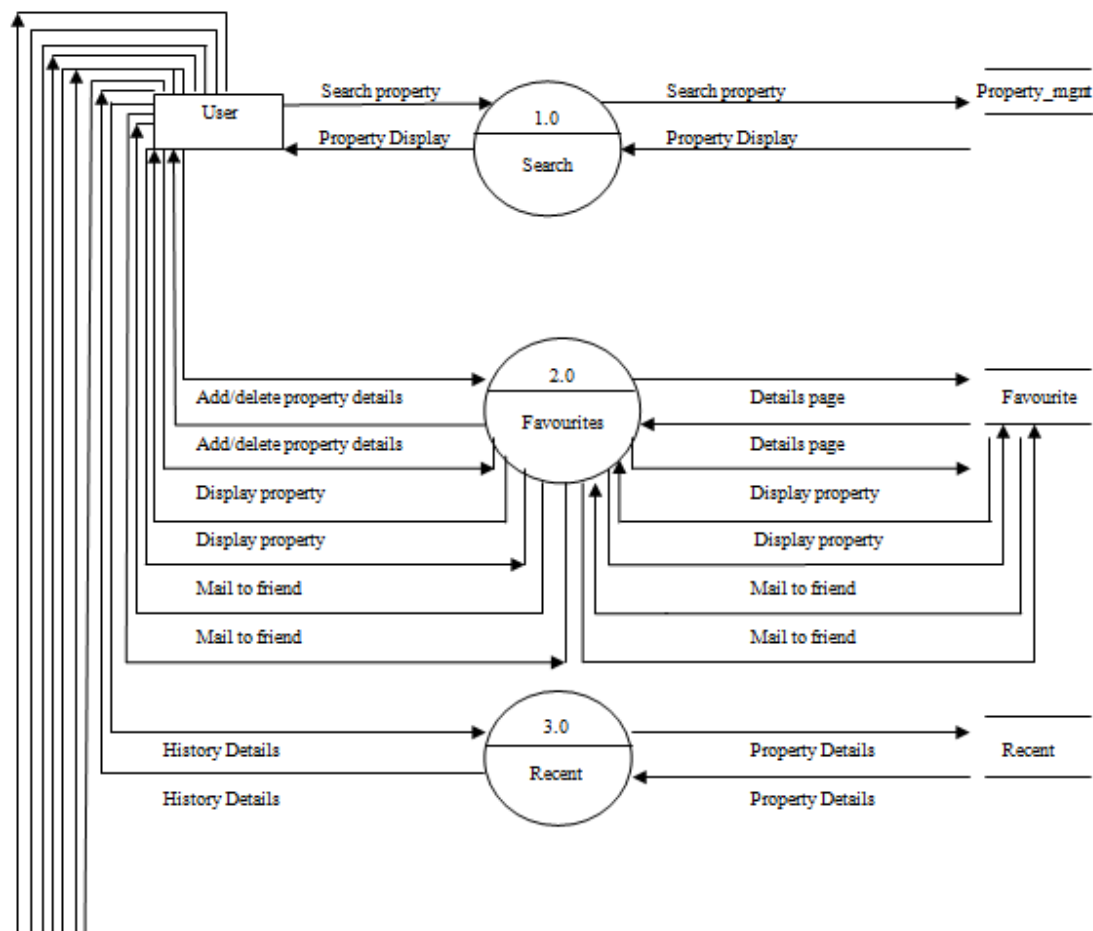 Search property
Search property
Property_mgnt
User
1.0
Property Display
Property Display
Search
2.0
Add/delete property details
Details page
Favourite
Favourites
Add/delete property details
Details page
Display property
Display property
Display property
Display property
Mail to friend
Mail to friend
Mail to friend
Mail to friend
3.0
History Details
Property Details
Recent
Recent
History Details
Property Details